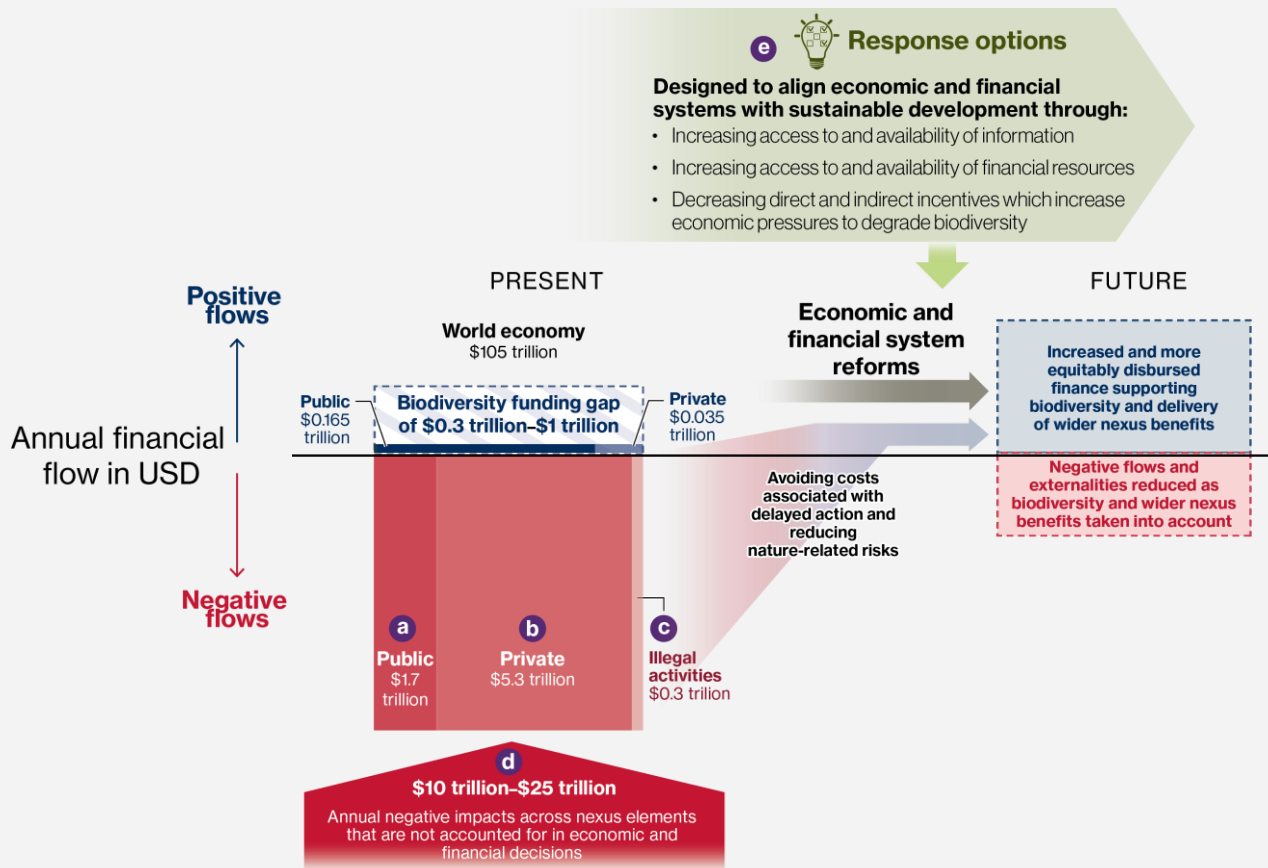 e
Response options
Designed to align economic and financial
systems with sustainable development through:
• Increasing access to and availability of information
• Increasing access to and availability of financial resources
• Decreasing direct and indirect incentives which increase
economic pressures to degrade biodiversity
PRESENT
FUTURE
Positive
flows
Annual financial
flow in USD
Negative
flows
World economy
$105 trillion
Public
$0.165
trillion
Biodiversity funding gap
of $0.3 trillion–$1 trillion
Private
$0.035
trillion
Economic and
financial system
reforms
Increased and more
equitably disbursed
finance supporting
biodiversity and delivery
of wider nexus benefits
Avoiding costs
associated with
delayed action and
reducing
nature-related risks
Negative flows and
externalities reduced as
biodiversity and wider nexus
benefits taken into account
a
Public
$1.7
trillion
b
Private
$5.3 trillion
c
Illegal
activities
$0.3 trilion
d
$10 trillion–$25 trillion
Annual negative impacts across nexus elements
that are not accounted for in economic and
financial decisions